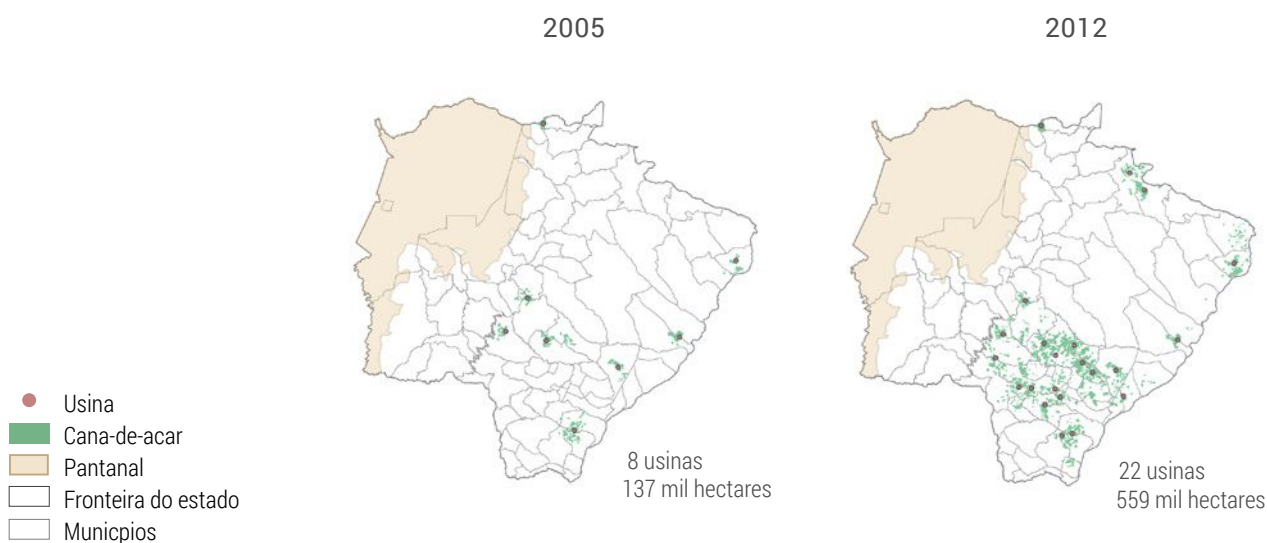 2005
2012
Usina
Cana-de-acar
Pantanal
Fronteira do estado
Municpios
8 usinas
137 mil hectares
22 usinas
559 mil hectares